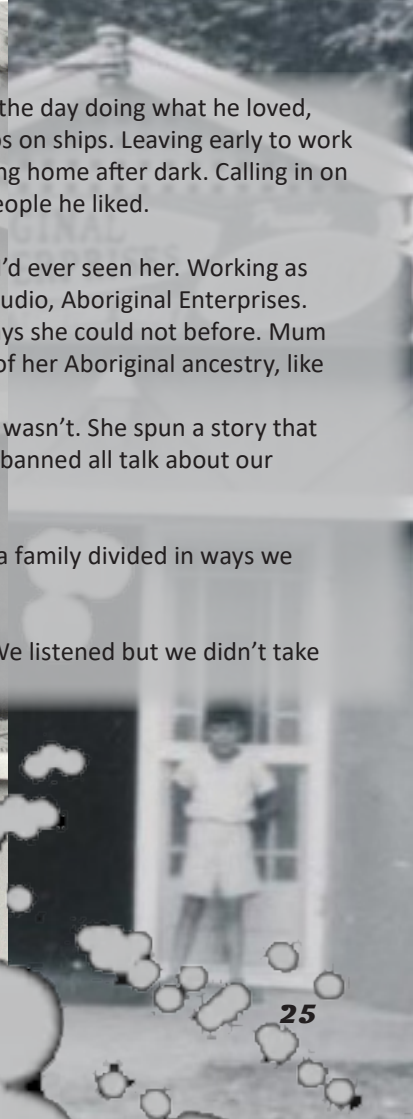 the day doing what he loved,
s on ships. Leaving early to work
ng home after dark. Calling in on
eople he liked.
'd ever seen her. Working as
udio, Aboriginal Enterprises.
ays she could not before. Mum
of her Aboriginal ancestry, like
wasn't. She spun a story that
banned all talk about our
a family divided in ways we
We listened but we didn't take
25